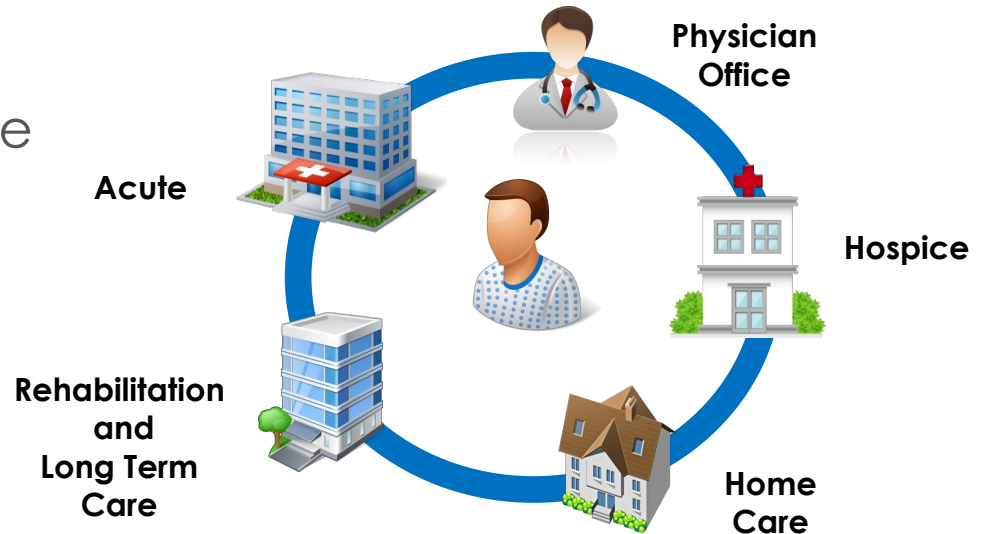 Physician
Office
e
Acute
Hospice
Rehabilitation
and
Long Term
Care
Home
Care